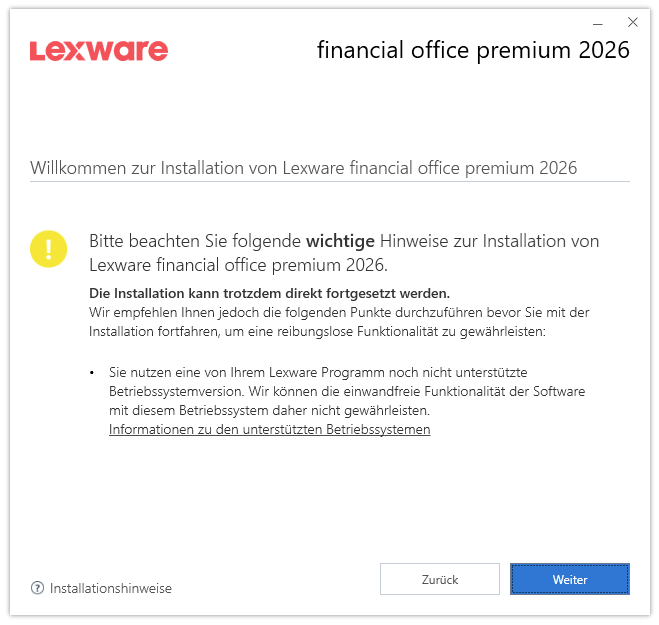 Lexware
financial office premium 2026
Willkommen zur Installation von Lexware financial office premium 2026
Bitte beachten Sie folgende wichtige Hinweise zur Installation von
Lexware financial office premium 2026.
Die Installation kann trotzdem direkt fortgesetzt werden.
Wir empfehlen Ihnen jedoch die folgenden Punkte durchzuführen bevor Sie mit der
Installation fortfahren, um eine reibungslose Funktionalität zu gewährleisten:
• Sie nutzen eine von Ihrem Lexware Programm noch nicht unterstützte
Betriebssystemversion. Wir können die einwandfreie Funktionalität der Software
mit diesem Betriebssystem daher nicht gewährleisten.
Informationen zu den unterstützten Betriebssystemen
Installationshinweise
Zurück
Weiter